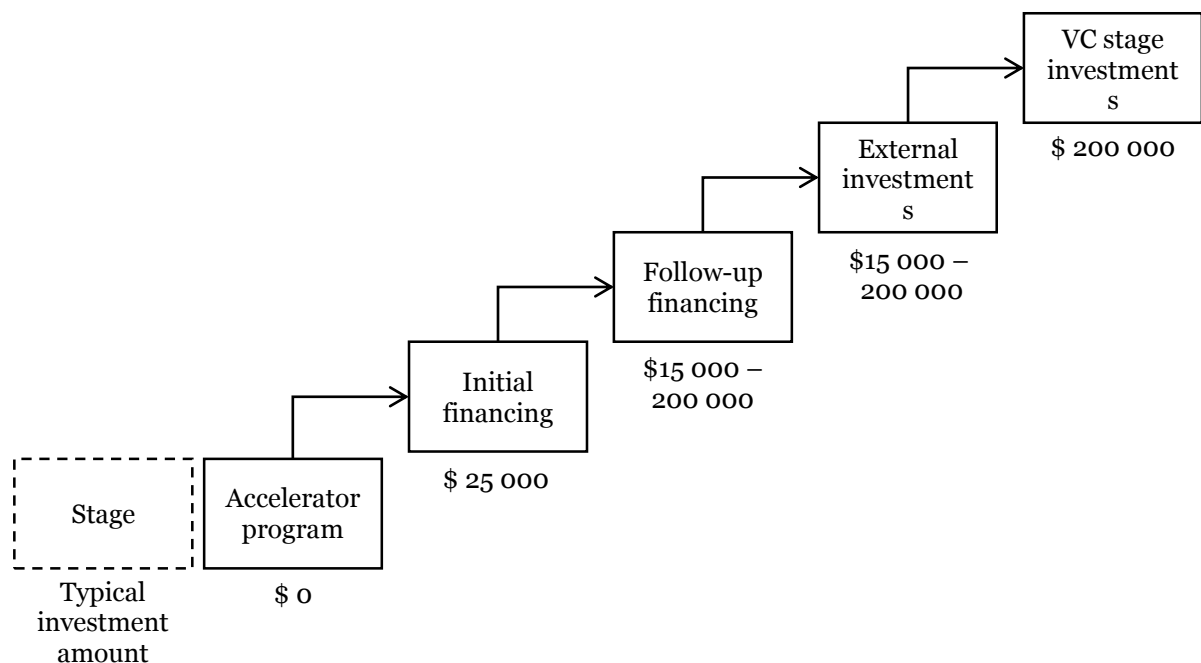 VC stage
investment
s
$ 200 000
External
investment
s
$15 000 –
200 000
Follow-up
financing
$15 000 –
200 000
Initial
financing
$ 25 000
Accelerator
program
$ 0
Stage
Typical
investment
amount